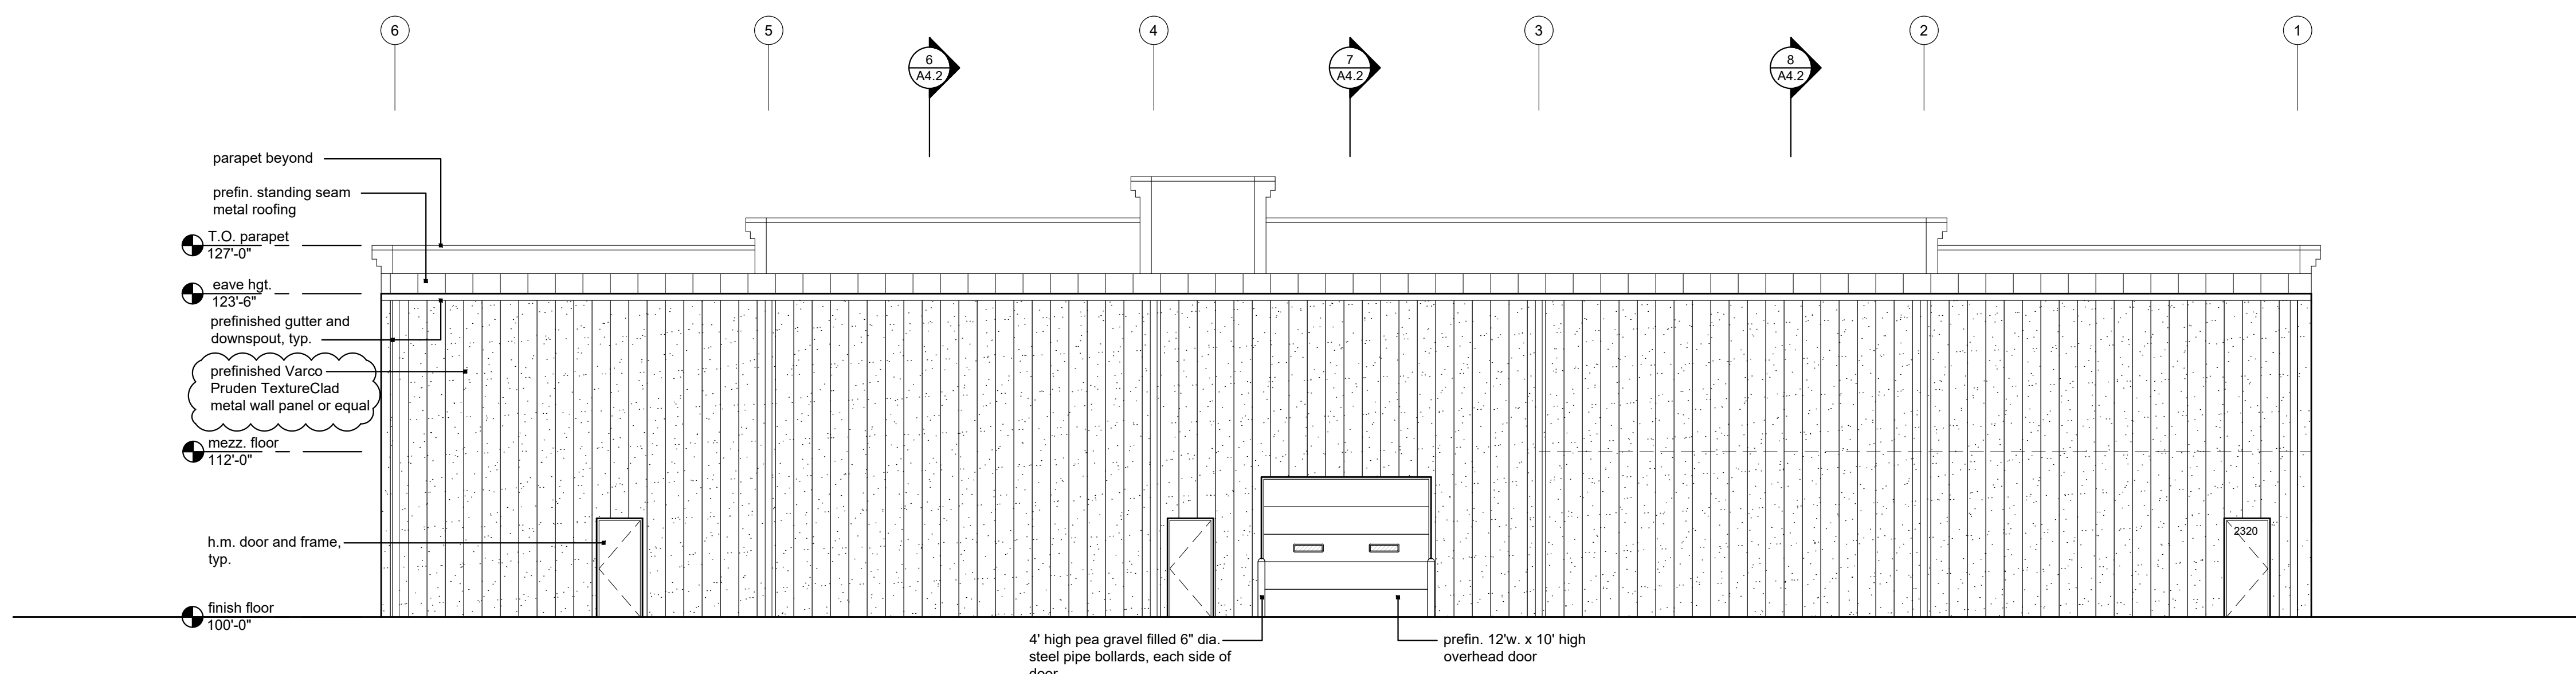 6
5
4
3
2
1
6
A4.2
7
A4.2
8
A4.2
parapet beyond
prefin. standing seam
metal roofing
T.O. parapet
127'-0"
eave hgt.
123'-6"
prefinished gutter and
downspout, typ.
prefinished Varco
Pruden TextureClad
metal wall panel or equal
mezz. floor
112'-0"
2320
h.m. door and frame,
typ.
finish floor
100'-0"
4' high pea gravel filled 6" dia.
steel pipe bollards, each side of
door
prefin. 12'w. x 10' high
overhead door